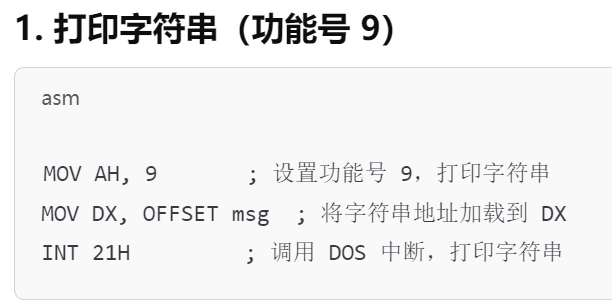 1. 打印字符串（功能号 9）
asm
MOV AH, 9       ; 设置功能号 9，打印字符串
MOV DX, OFFSET msg  ; 将字符串地址加载到 DX
INT 21H         ; 调用 DOS 中断，打印字符串